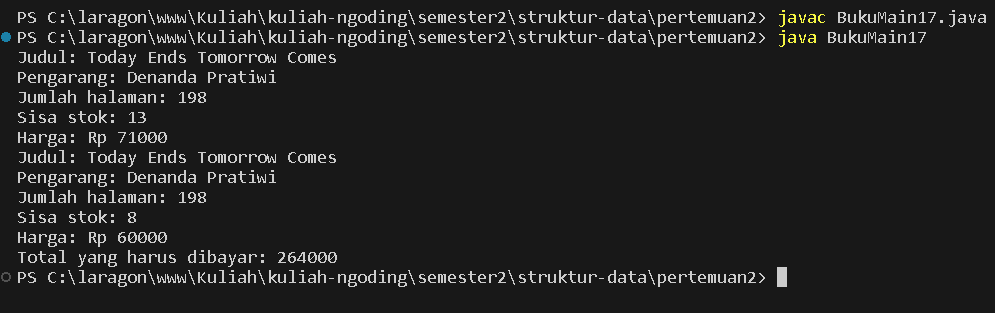 PS C:\laragon\www\Kuliah\kuliah-ngoding\semester2\struktur-data\pertemuan2> javac BukuMain17.java
PS C:\laragon\www\Kuliah\kuliah-ngoding\semester2\struktur-data\pertemuan2> java BukuMain17
Judul: Today Ends Tomorrow Comes
Pengarang: Denanda Pratiwi
Jumlah halaman: 198
Sisa stok: 13
Harga: Rp 71000
Judul: Today Ends Tomorrow Comes
Pengarang: Denanda Pratiwi
Jumlah halaman: 198
Sisa stok: 8
Harga: Rp 60000
Total yang harus dibayar: 264000
PS C:\laragon\www\Kuliah\kuliah-ngoding\semester2\struktur-data\pertemuan2>